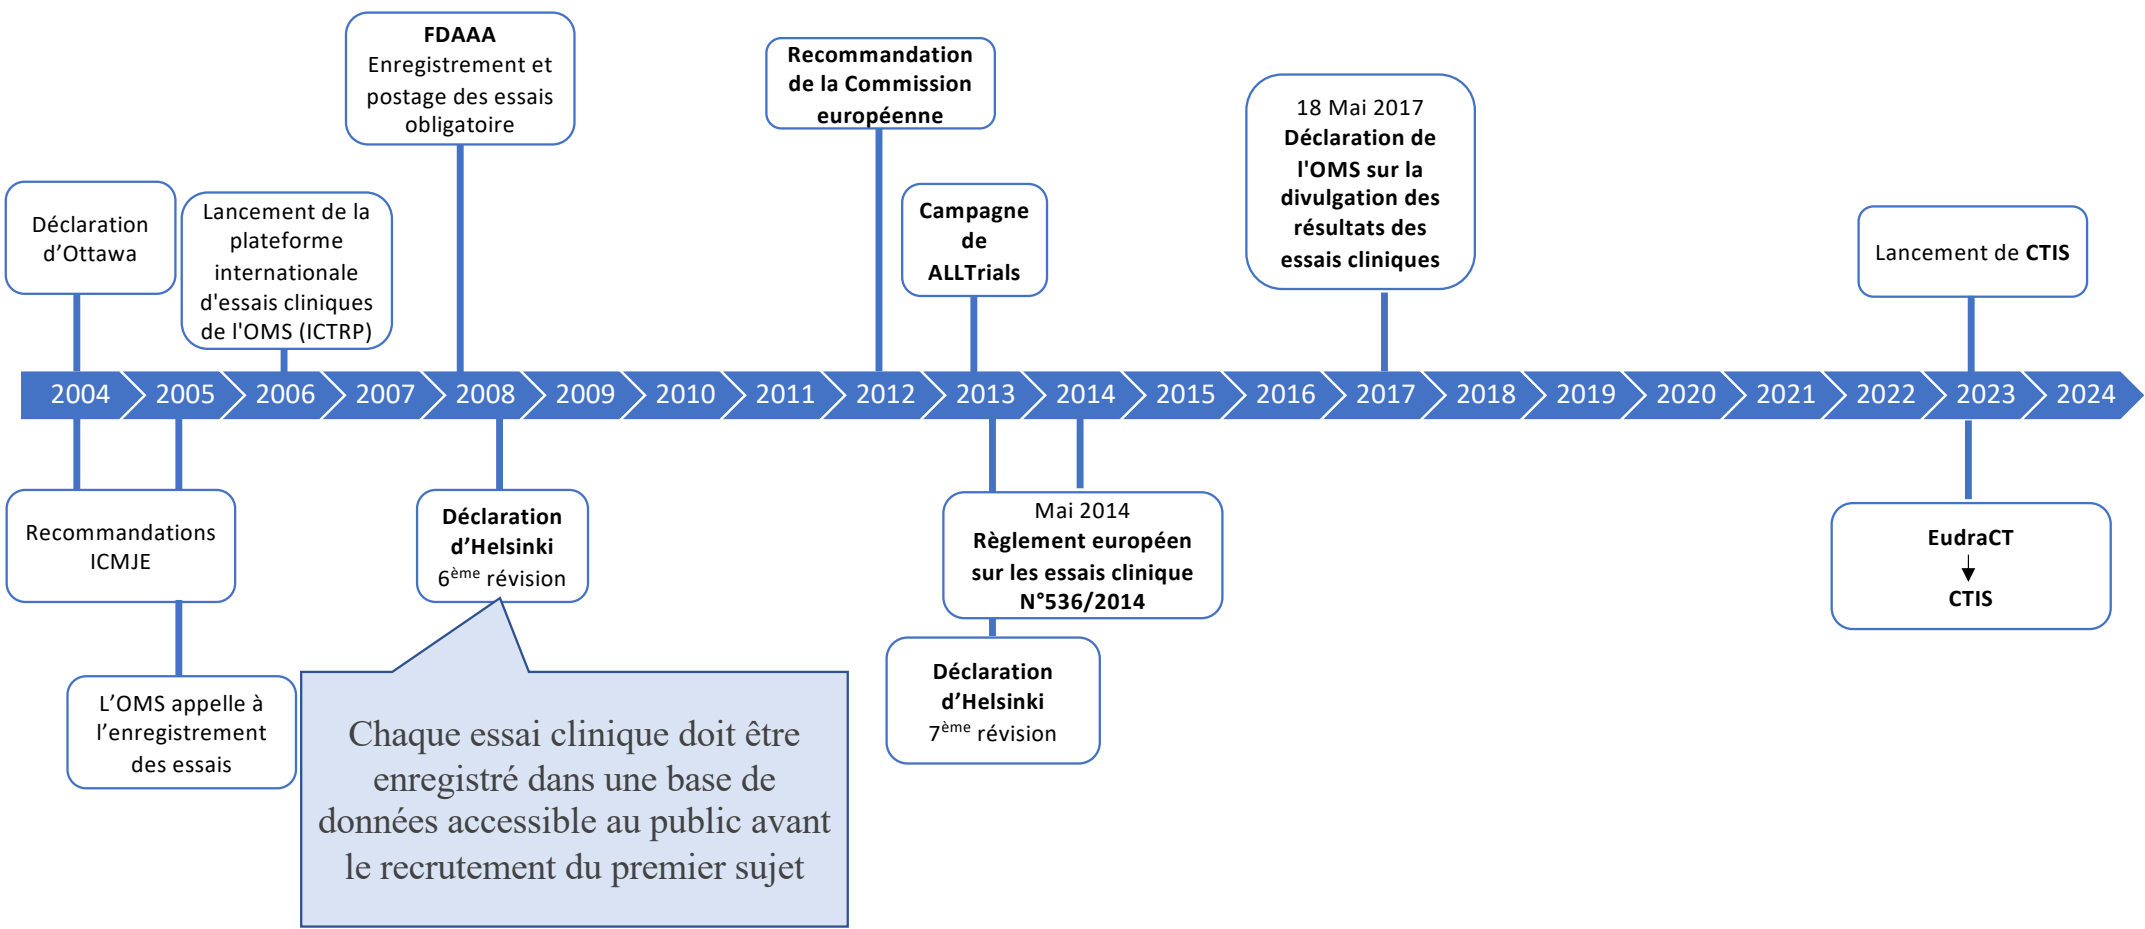 FDAAA
Enregistrement et
postage des essais
obligatoire
Recommandation
de la Commission
européenne
18 Mai 2017
Déclaration de
l'OMS sur la
divulgation des
résultats des
essais cliniques
Déclaration
d’Ottawa
Lancement de la
plateforme
internationale
d'essais cliniques
de l'OMS (ICTRP)
Campagne
de
ALLTrials
Lancement de CTIS
2004 2005 2006 2007 2008 2009 2010 2011 2012 2013 2014 2015 2016 2017 2018 2019 2020 2021 2022 2023 2024
Recommandations
ICMJE
Déclaration
d’Helsinki
6ème révision
Mai 2014
Règlement européen
sur les essais clinique
N°536/2014
EudraCT
CTIS
L’OMS appelle à
l’enregistrement
des essais
Chaque essai clinique doit être
enregistré dans une base de
données accessible au public avant
le recrutement du premier sujet
Déclaration
d’Helsinki
7ème révision